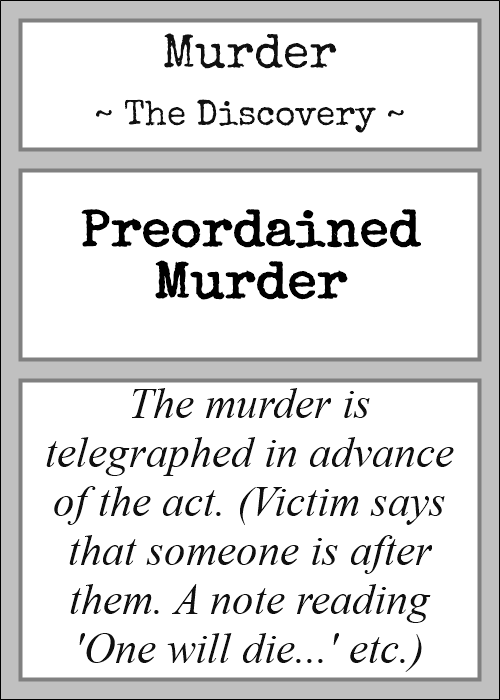 Murder
~ The Discovery ~
Preordained
Murder
The murder is
telegraphed in advance
of the act. (Victim says
that someone is after
them. A note reading
'One will die...' etc.)